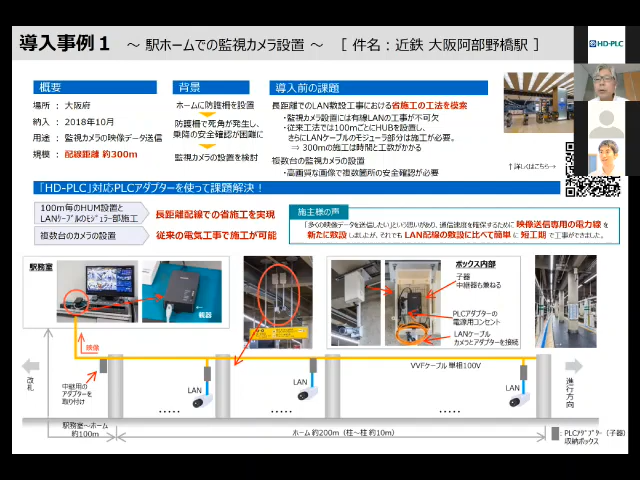 導入事例１ ～ 駅ホームでの監視カメラ設置 ～ ［ 件名：近鉄 大阪阿部野橋駅 ］
HD-PLC
概要
場所 ： 大阪府
納入 ： 2018年10月
用途 ： 監視カメラの映像データ送信
規模 ： 配線距離 約300m
背景
ホームに防護柵を設置
防護柵で死角が発生し、
乗降の安全確認が困難に
監視カメラの設置を検討
導入前の課題
長距離でのLAN敷設工事における省施工の工法を模索
・監視カメラ設置には有線LANの工事が不可欠
・従来工法では100mごとにHUBを設置し、
さらにLANケーブルのモジュラ部分は施工が必要。
⇒ 300mの施工は時間と工数がかかる
複数台の監視カメラの設置
・高画質な画像で複数箇所の安全確認が必要
↑詳しくはこちら→
「HD-PLC」対応PLCアダプターを使って課題解決！
100m毎のHUM設置と
LANケーブルのモジュラー部施工
長距離配線での省施工を実現
複数台のカメラの設置
従来の電気工事で施工が可能
施主様の声
「多くの映像データを送信したい」という思いがあり、通信速度を確保するために 映像送信専用の電力線を
新たに敷設しましたが、それでも LAN配線の敷設に比べて簡単に短工期で工事ができました。
駅務室
親器
ボックス内部
子器
中継器も兼ねる
PLCアダプターの
電源用コンセント
LANケーブル
カメラとアダプターを接続
映像
VVFケーブル 単相100V
改札
中継用の
アダプターを
取り付け
LAN
LAN
LAN
進行方向
駅務室～ホーム
約100m
ホーム 約200m（柱～柱 約10m）
：PLCアダプター（子器）
収納ボックス